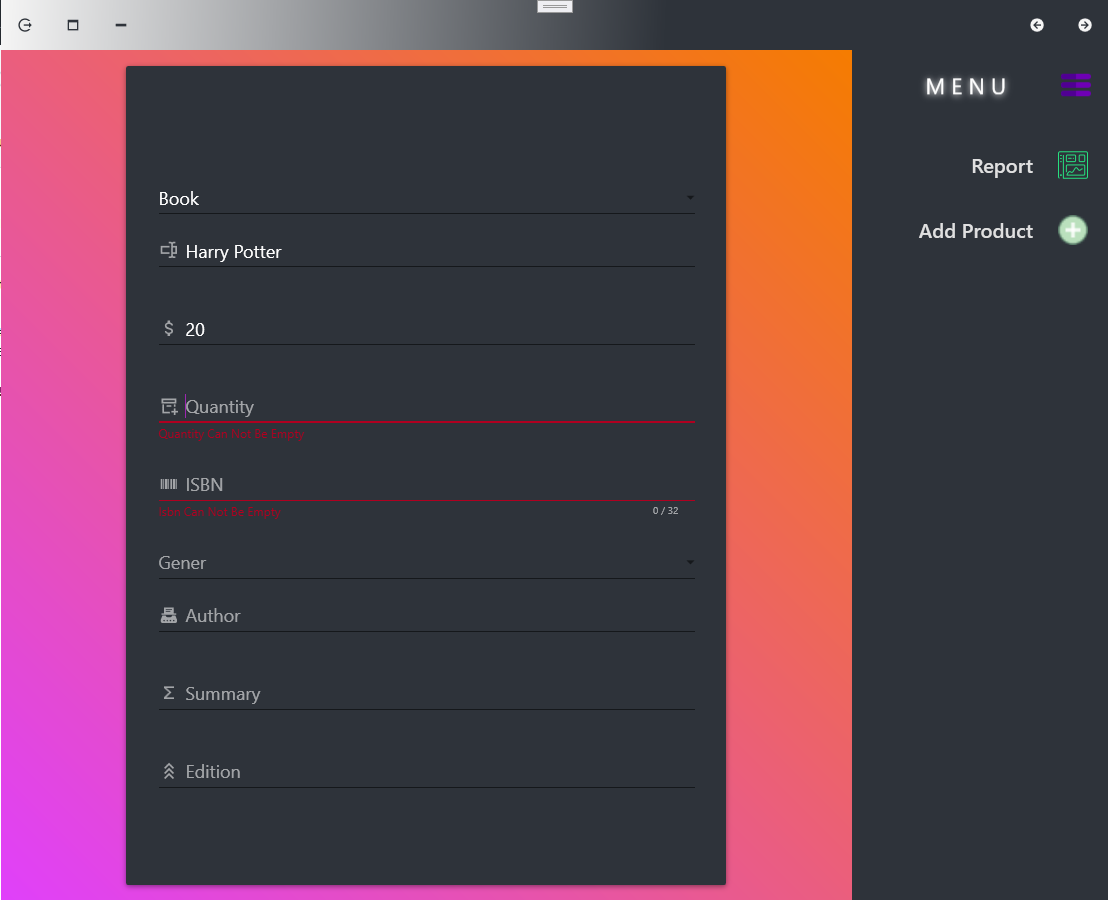 MENU
Report
Add Product
Book
Harry Potter
$ 20
Quantity
Quantity Can Not Be Empty
ISBN
Isbn Can Not Be Empty
0 / 32
Gener
Author
Σ Summary
Edition